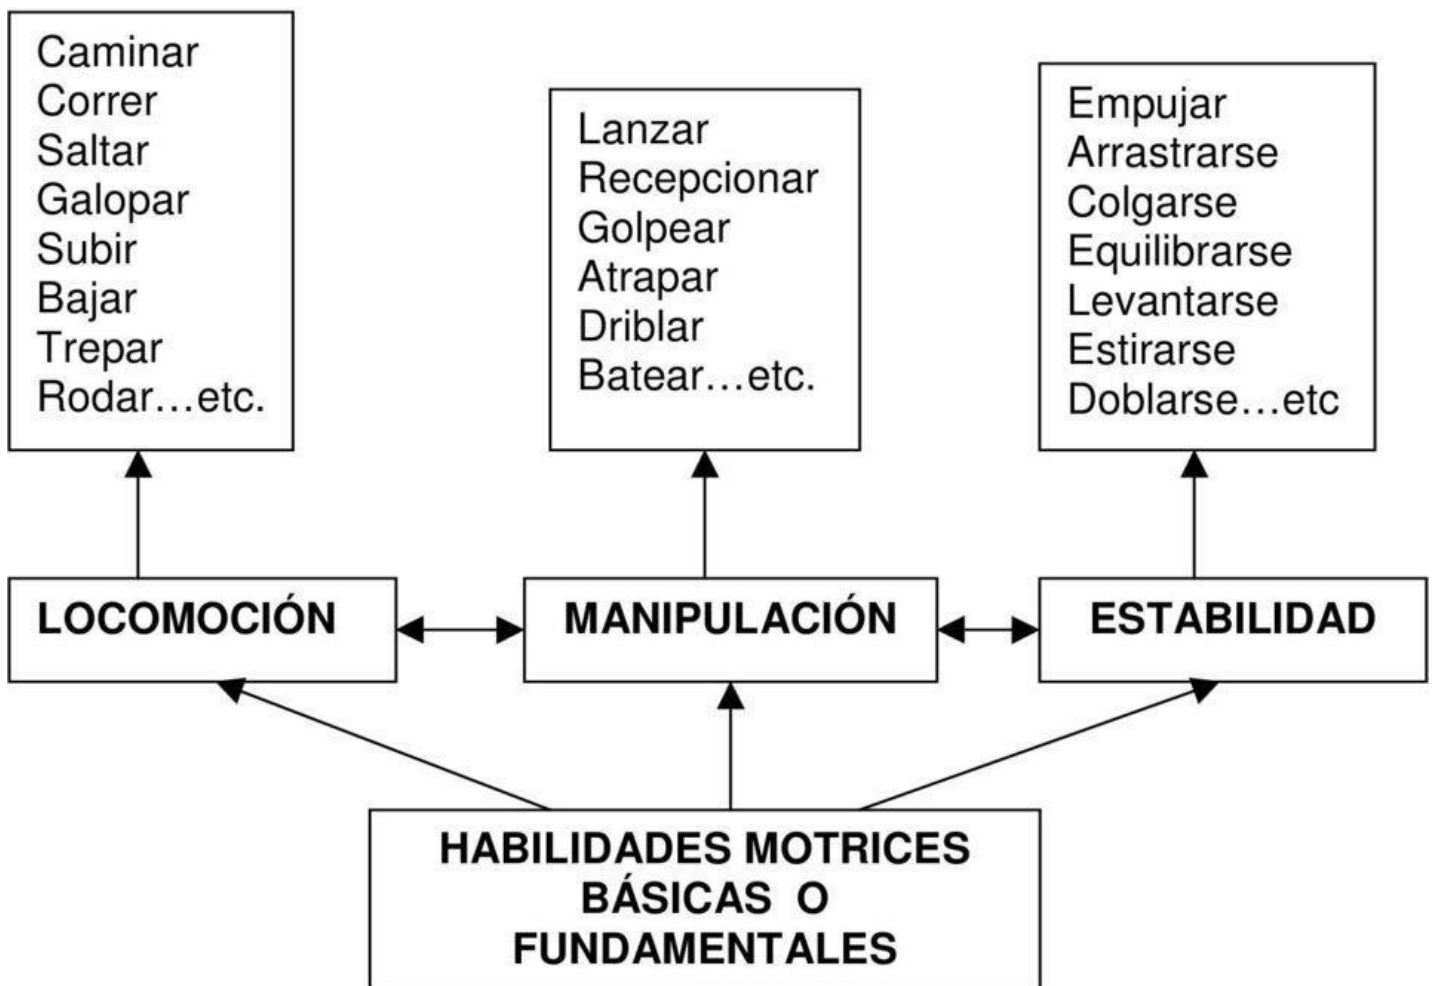 Caminar
Correr
Saltar
Galopar
Subir
Bajar
Trepar
Rodar…etc.
Lanzar
Recepcionar
Golpear
Atrapar
Driblar
Batear…etc.
Empujar
Arrastrarse
Colgarse
Equilibrarse
Levantarse
Estirarse
Doblarse…etc
LOCOMOCIÓN
MANIPULACIÓN
ESTABILIDAD
HABILIDADES MOTRICES
BÁSICAS O
FUNDAMENTALES